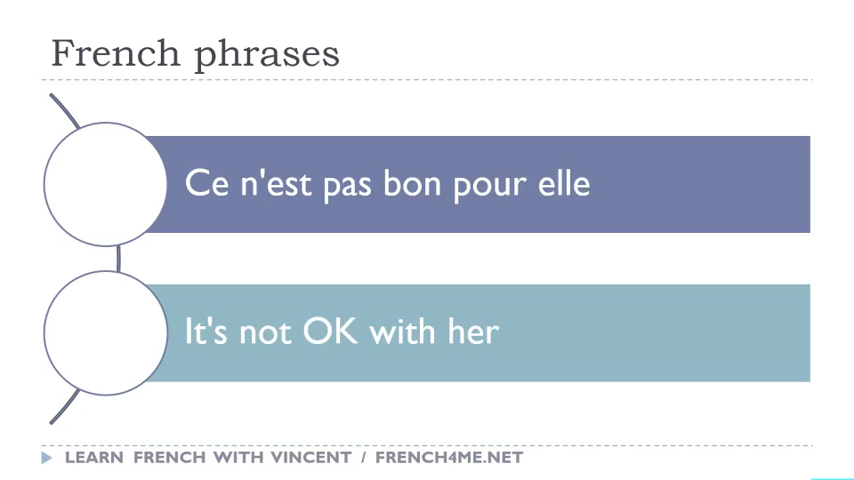 French phrases
Ce n'est pas bon pour elle
It's not OK with her
LEARN FRENCH WITH VINCENT / FRENCH4ME.NET